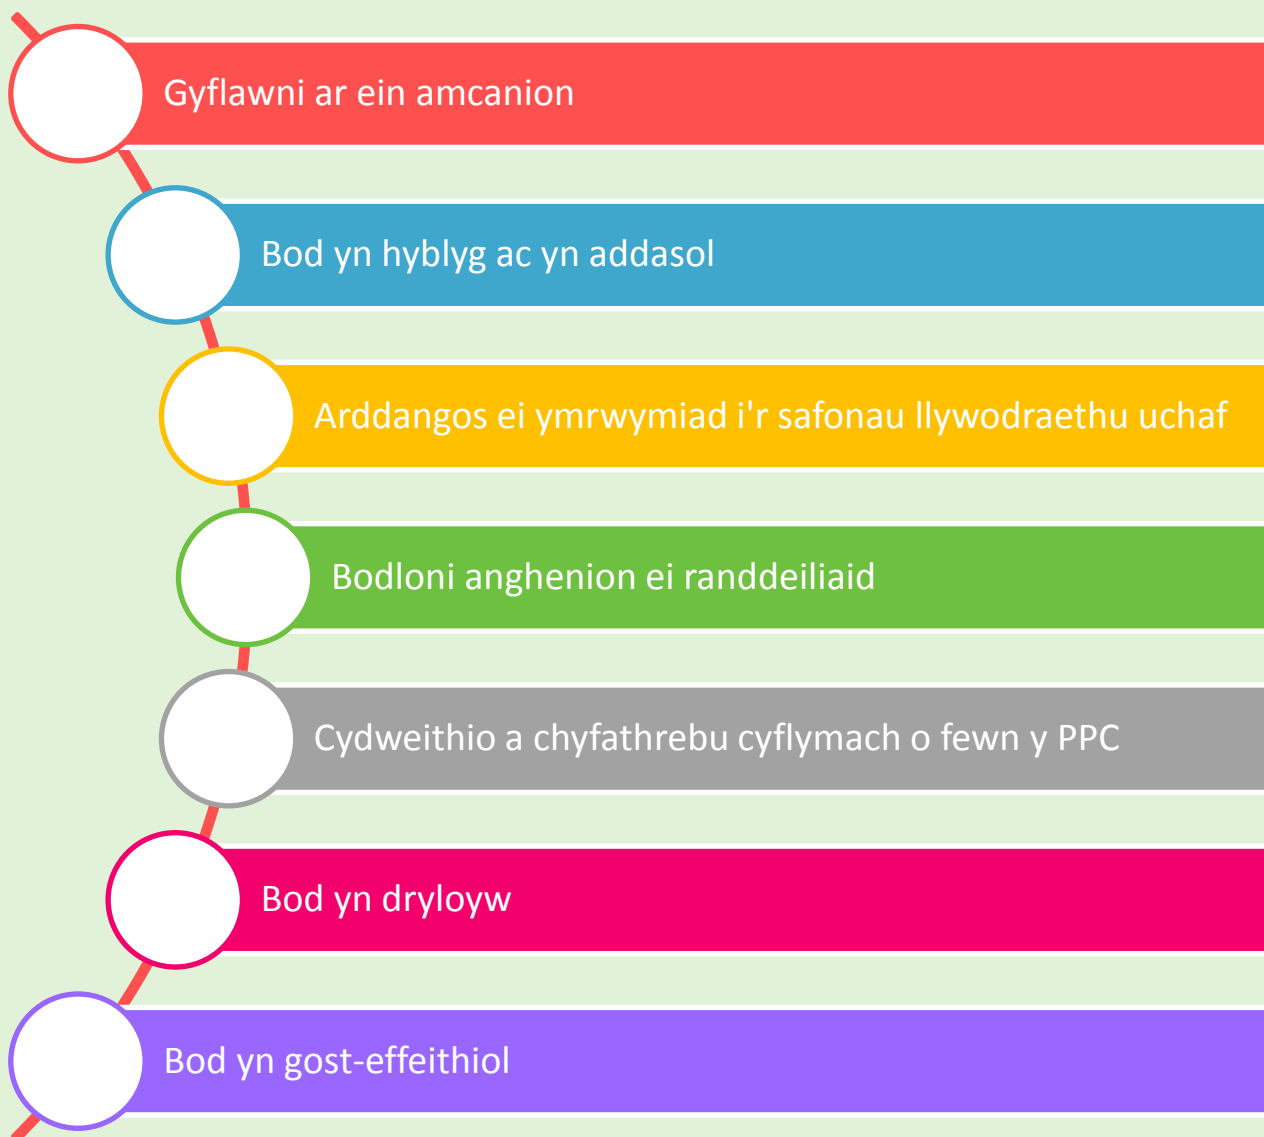 Gyflawni ar ein amcanion
Bod yn hyblyg ac yn addasol
Arddangos ei ymrwymiad i'r safonau llywodraethu uchaf
Bodloni anghenion ei randdeiliaid
Cydweithio a chyfathrebu cyflymach o fewn y PPC
Bod yn dryloyw
Bod yn gost-effeithiol